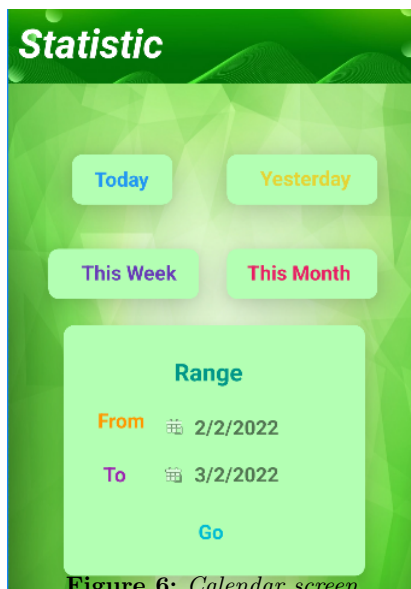 Statistic
Today Yesterday
This Week This Month
Range
From 2/2/2022
To 3/2/2022
Go
Figure 6: Calendar screen